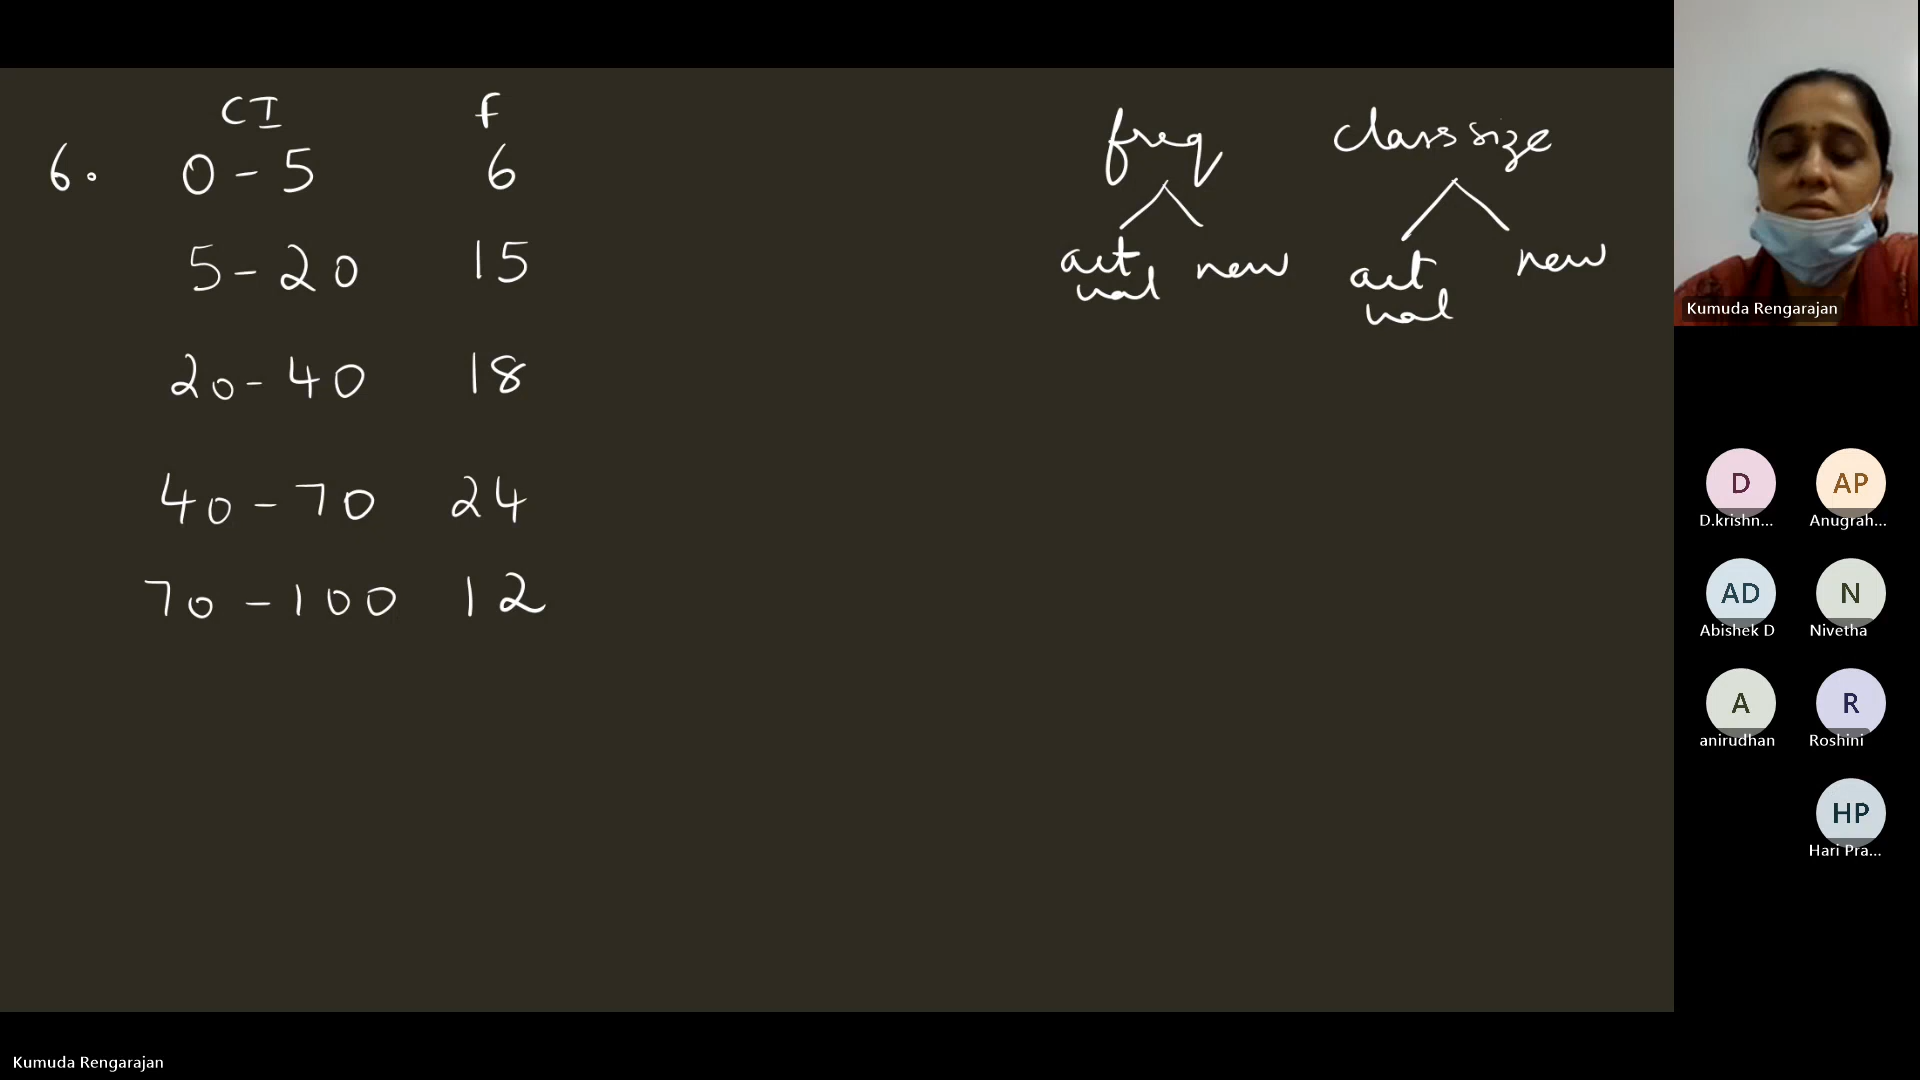 CI F
6. 0 - 5 6
5 - 20 15
20 - 40 18
40 - 70 24
70 - 100 12
freq class size
act
ual new act
ual new
Kumuda Rengarajan
D AP
D.krishn... Anugrah...
AD N
Abishek D Nivetha
A R
anirudhan Roshini
HP
Hari Pra...
Kumuda Rengarajan